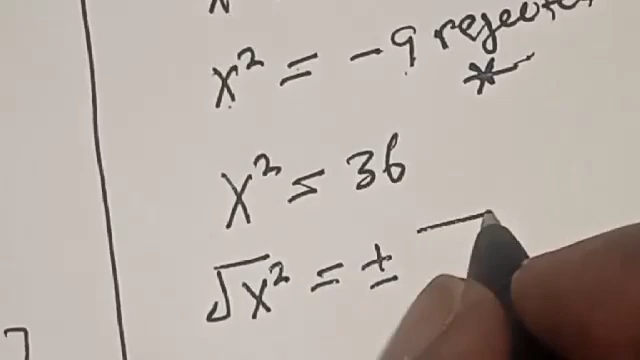 x² = -9 rejected
*
x² = 36
√x² = ±